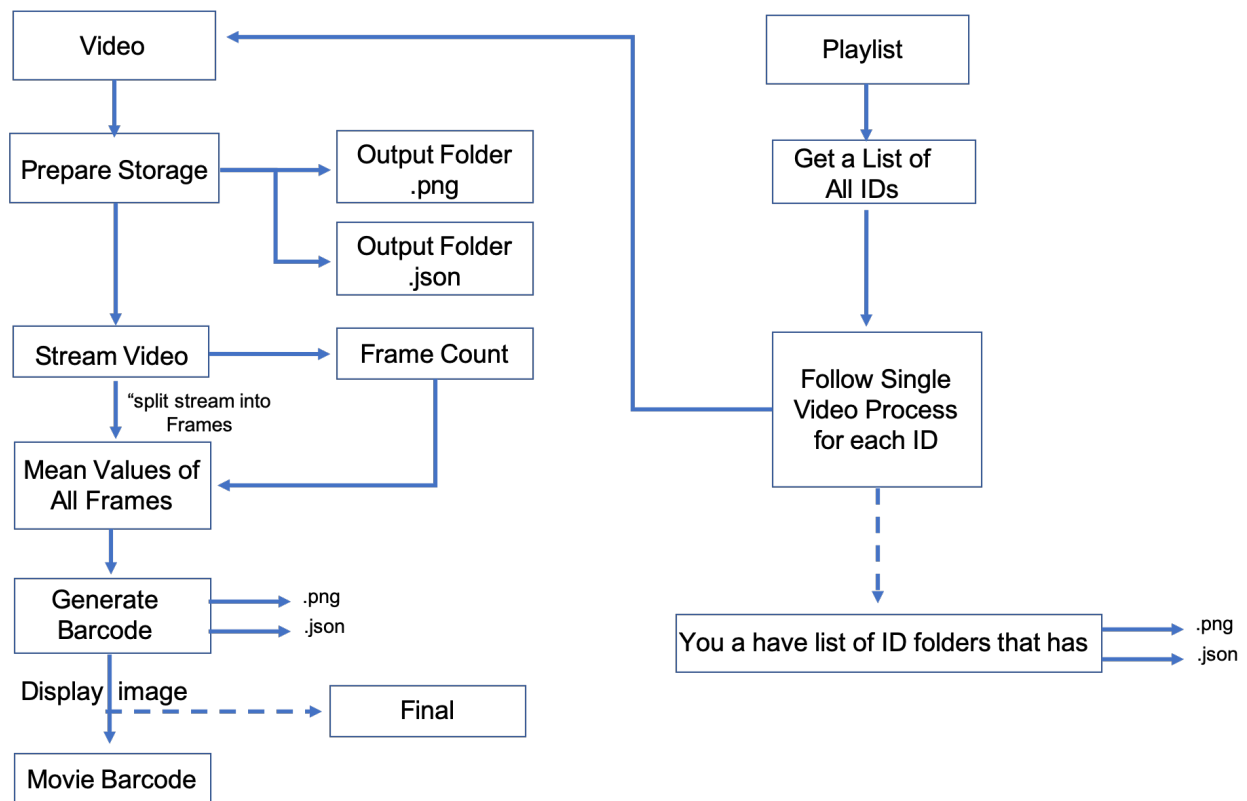 Video
Prepare Storage
Output Folder
.png
Output Folder
.json
Stream Video
Frame Count
“split stream into
Frames
Mean Values of
All Frames
Generate
Barcode
.png
.json
Display image
Final
Movie Barcode
Playlist
Get a List of
All IDs
Follow Single
Video Process
for each ID
You a have list of ID folders that has
.png
.json